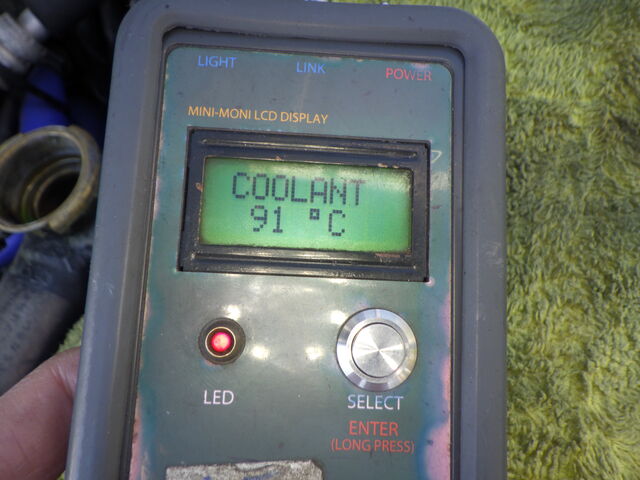 LIGHT LINK POWER
MINI-MONI LCD DISPLAY
COOLANT
91 °C
LED SELECT
ENTER
(LONG PRESS)